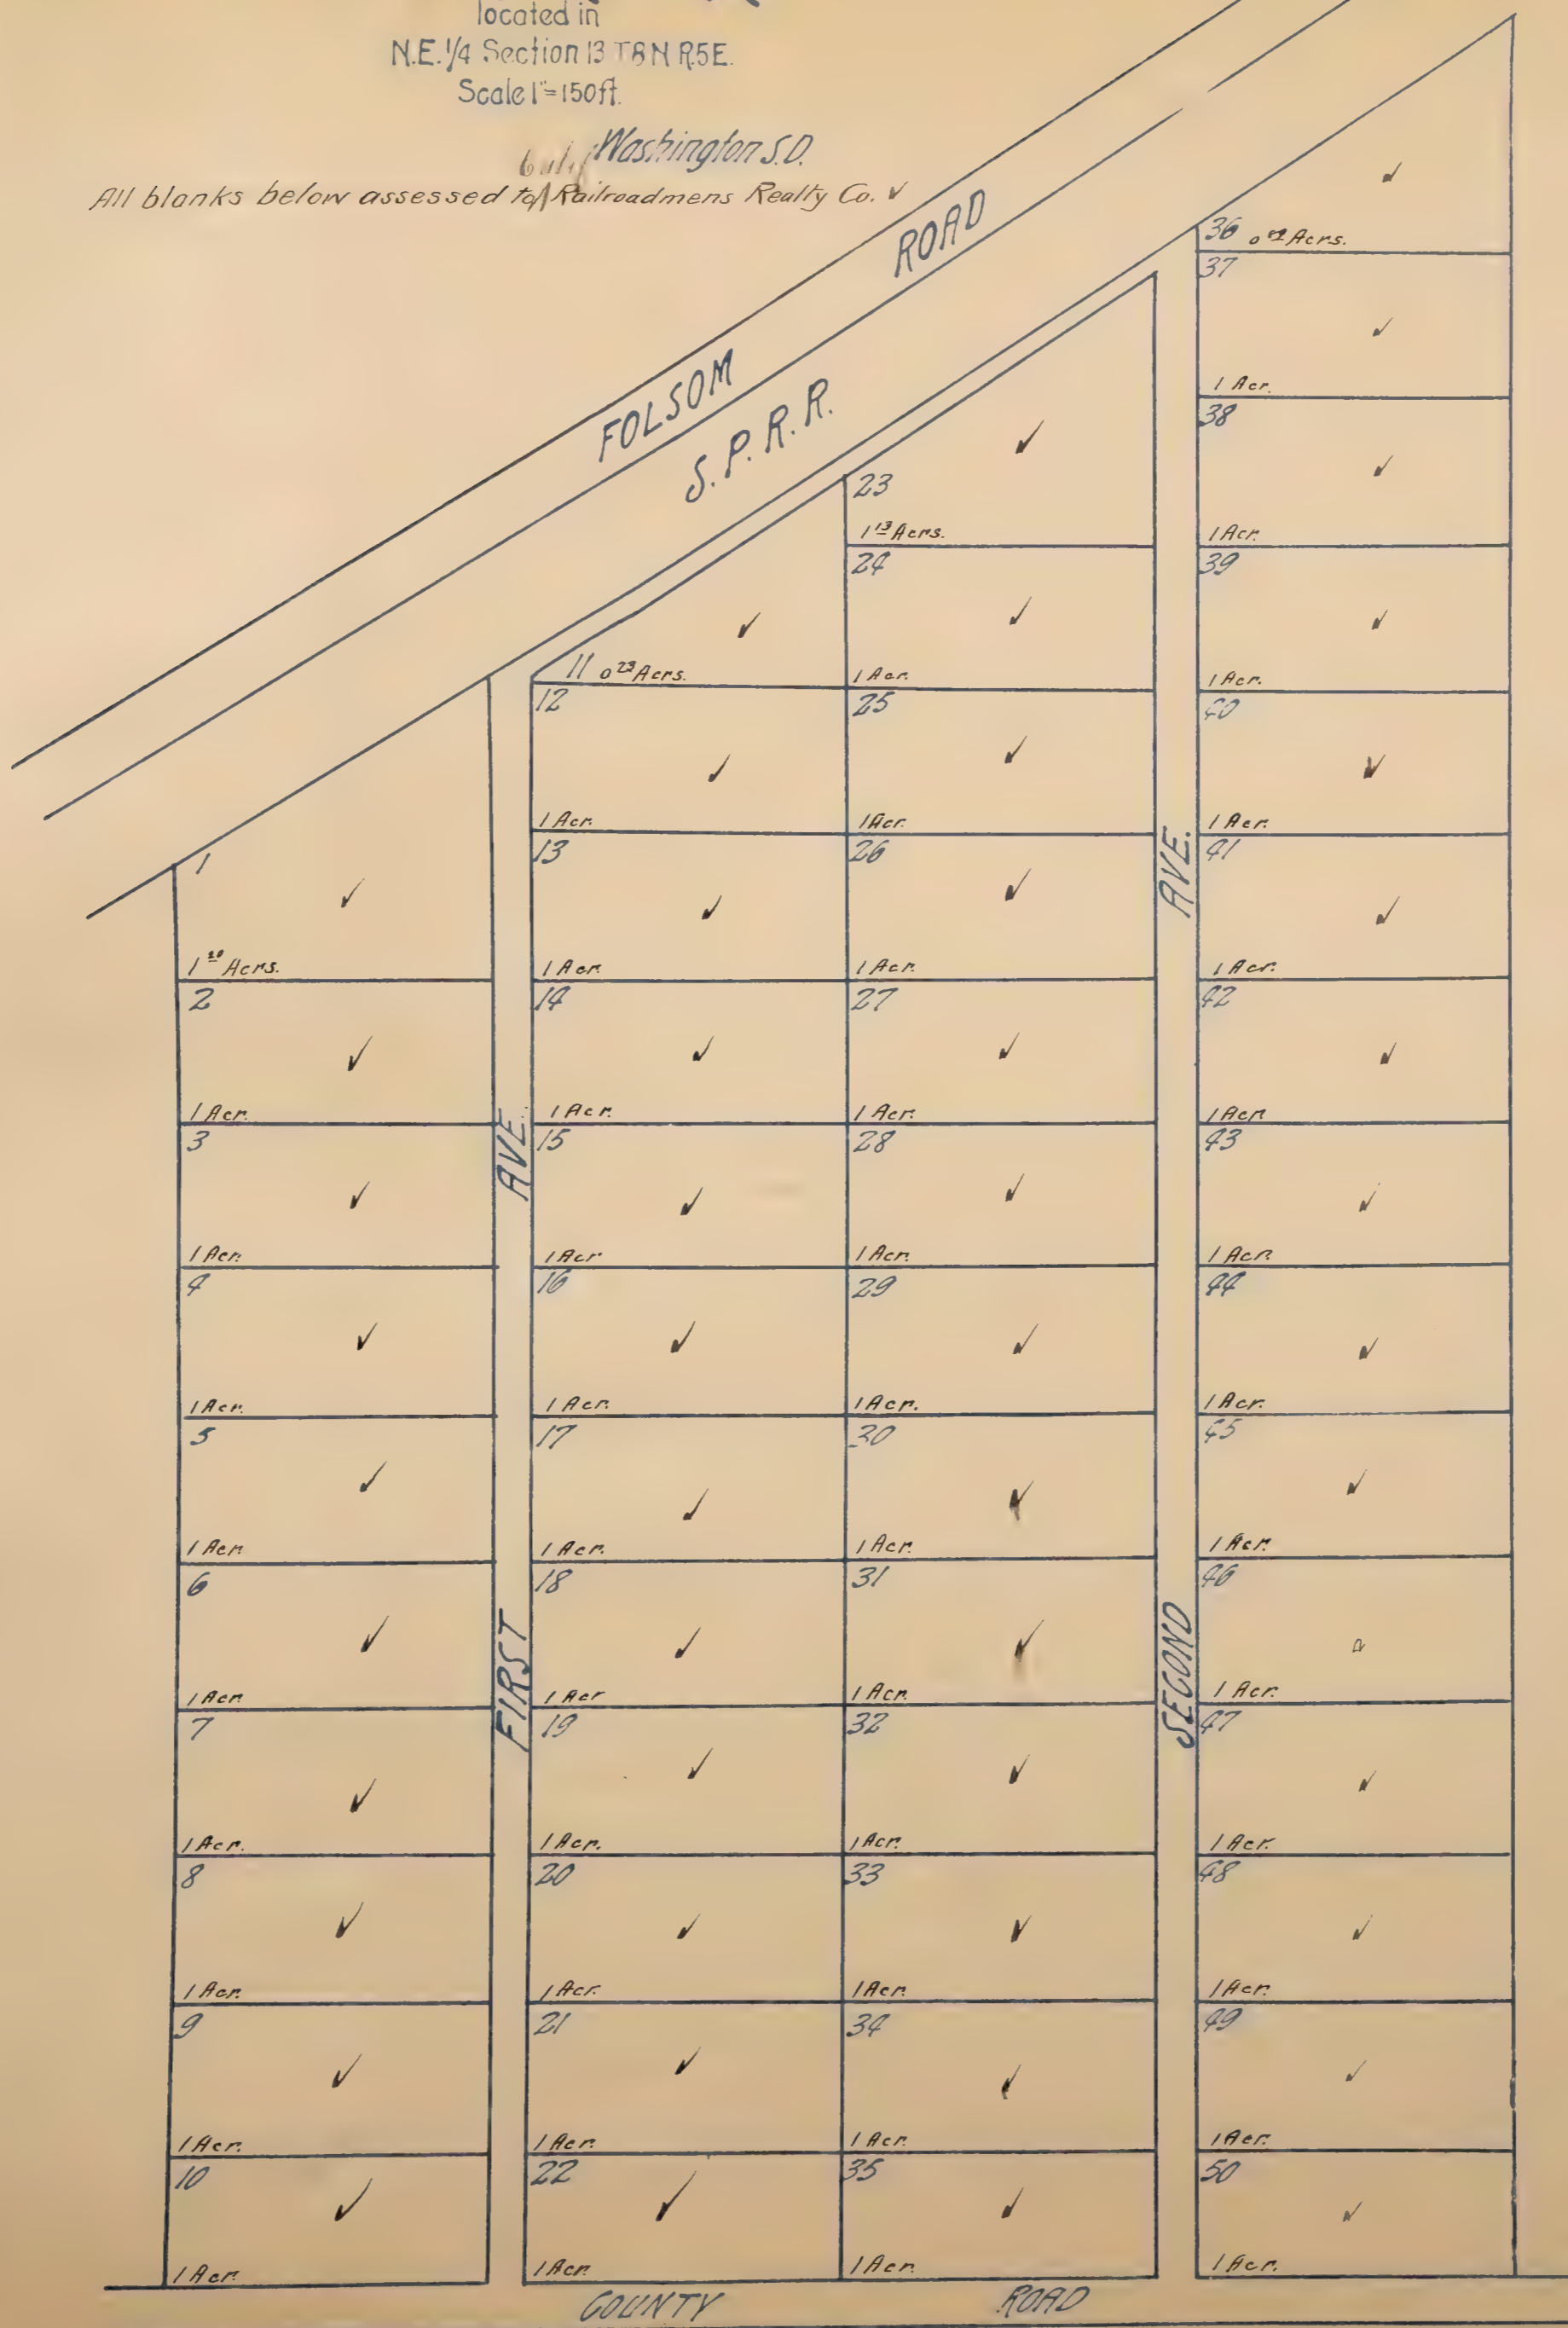 located in
N.E. 1/4 Section 13 T8N R.5E.
Scale 1"=150ft.
Washington S.D.
All blanks below assessed to Railroadmens Realty Co. ✓
FOLSOM ROAD
S.P.R.R.
1
1 20 Acrs.
2
1 Acr.
3
1 Acr.
4
1 Acr.
5
1 Acr.
6
1 Acr.
7
1 Acr.
8
1 Acr.
9
1 Acr.
10
1 Acr.
FIRST AVE.
11 0 23 Acrs.
12
1 Acr.
13
1 Acr.
14
1 Acr.
15
1 Acr
16
1 Acr.
17
1 Acr.
18
1 Acr
19
1 Acr.
20
1 Acr.
21
1 Acr.
22
1 Acr.
23
1 13 Acrs.
24
1 Acr.
25
1 Acr.
26
1 Acr.
27
1 Acr.
28
1 Acr.
29
1 Acr.
30
1 Acr.
31
1 Acr.
32
1 Acr.
33
1 Acr.
34
1 Acr.
35
1 Acr.
SECOND AVE.
36 Acrs.
37
1 Acr.
38
1 Acr.
39
1 Acr.
40
1 Acr.
41
1 Acr.
42
1 Acr.
43
1 Acr.
44
1 Acr.
45
1 Acr.
46
1 Acr.
47
1 Acr.
48
1 Acr.
49
1 Acr.
50
1 Acr.
COUNTY ROAD